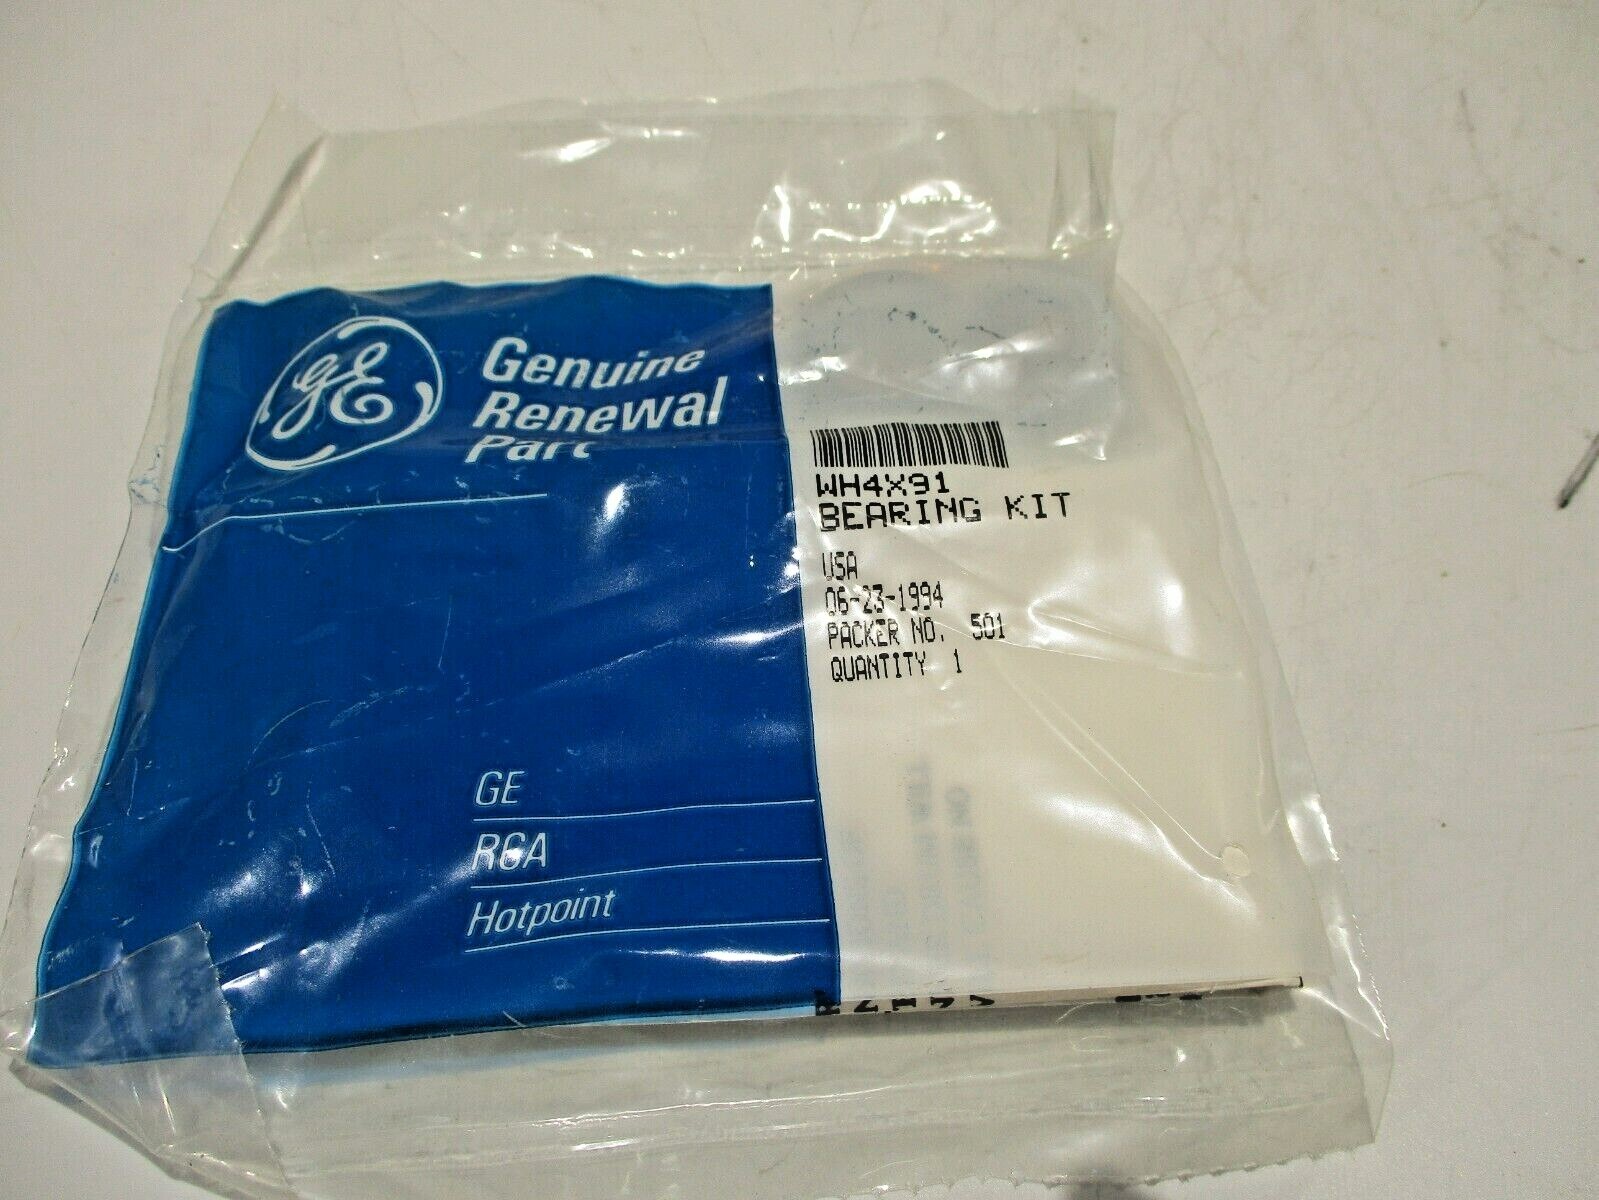 GE
Genuine
Renewal
Part
WH4X91
BEARING KIT
USA
06-23-1994
PACKER NO. 501
QUANTITY 1
GE
RCA
Hotpoint